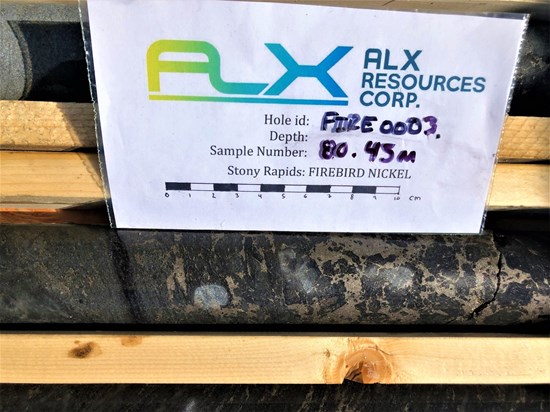 ALX
ALX
RESOURCES
CORP.
Hole id: FIRE0003.
Depth:
Sample Number: 80.45m
Stony Rapids: FIREBIRD NICKEL
0 1 2 3 4 5 6 7 8 9 10 CM